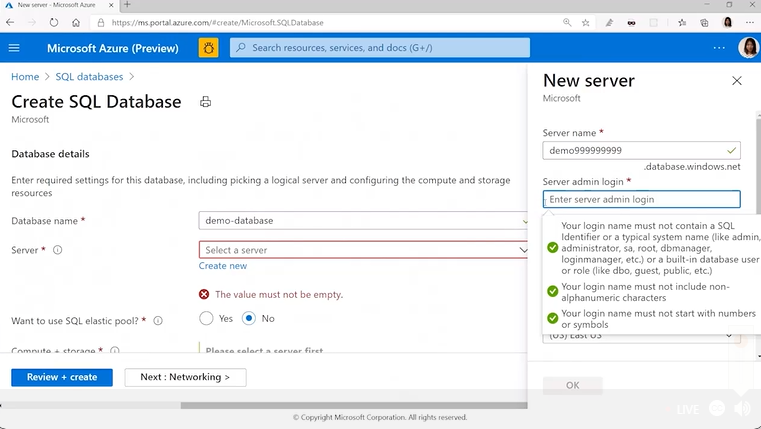 New server - Microsoft Azure
https://ms.portal.azure.com/#create/Microsoft.SQLDatabase
Microsoft Azure (Preview)
Search resources, services, and docs (G+/)
Home > SQL databases >
Create SQL Database
Microsoft
Database details
Enter required settings for this database, including picking a logical server and configuring the compute and storage
resources
Database name *
demo-database
Server *
Select a server
Create new
The value must not be empty.
Want to use SQL elastic pool? *
Yes
No
Compute + storage *
Please select a server first
Review + create
Next : Networking >
New server
Microsoft
Server name *
demo999999999
.database.windows.net
Server admin login *
Enter server admin login
Your login name must not contain a SQL
Identifier or a typical system name (like admin,
administrator, sa, root, dbmanager,
loginmanager, etc.) or a built-in database user
or role (like dbo, guest, public, etc.)
Your login name must not include non-
alphanumeric characters
Your login name must not start with numbers
or symbols
(US) East US
OK
LIVE
© Copyright Microsoft Corporation. All rights reserved.